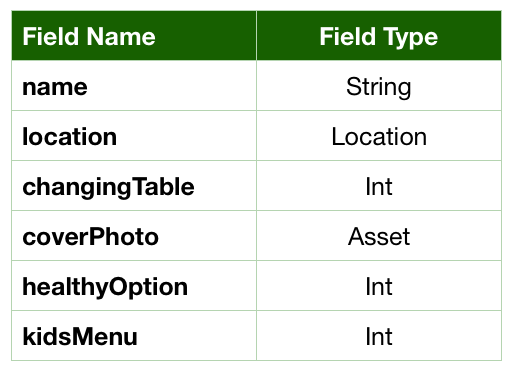 Field Name Field Type
name String
location Location
changingTable Int
coverPhoto Asset
healthyOption Int
kidsMenu Int